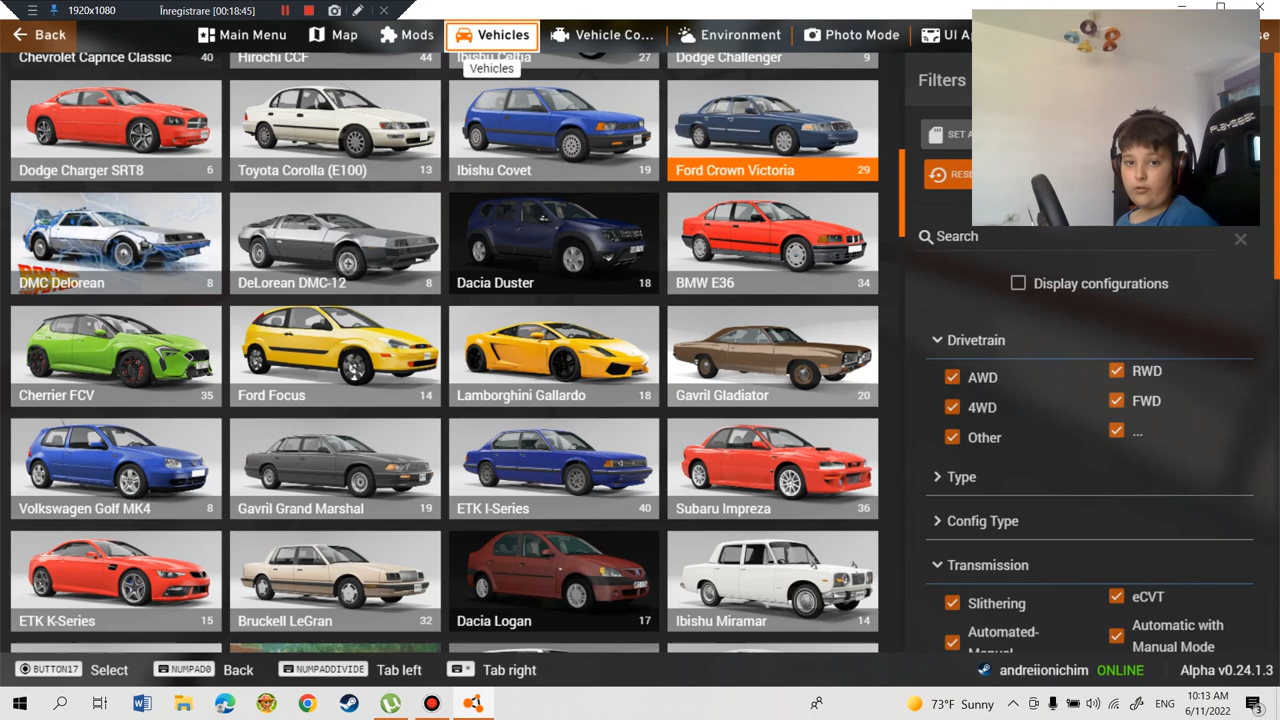 1920x1080
Înregistrare [00:18:45]
Back
Main Menu
Map
Mods
Vehicles
Vehicle Co...
Environment
Photo Mode
Vehicles
Chevrolet Caprice Classic 40
Hirochi CCF 44
Ibishu Celtia 27
Dodge Challenger 9
Dodge Charger SRT8 6
Toyota Corolla (E100) 13
Ibishu Covet 19
Ford Crown Victoria 29
DMC Delorean 8
DeLorean DMC-12 8
Dacia Duster 18
BMW E36 34
Cherrier FCV 35
Ford Focus 14
Lamborghini Gallardo 18
Gavril Gladiator 20
Volkswagen Golf MK4 8
Gavril Grand Marshal 19
ETK I-Series 40
Subaru Impreza 36
ETK K-Series 15
Bruckell LeGran 32
Dacia Logan 17
Ibishu Miramar 14
Filters
Search
Display configurations
Drivetrain
AWD
RWD
4WD
FWD
Other
...
Type
Config Type
Transmission
Slithering
eCVT
Automated-
Automatic with
Manual Mode
PLAYSEAT
BUTTON17 Select
NUMPAD0 Back
NUMPADDIVIDE Tab left
* Tab right
andreiionichim ONLINE
Alpha v0.24.1.3
73°F Sunny
ENG
10:13 AM
6/11/2022
3